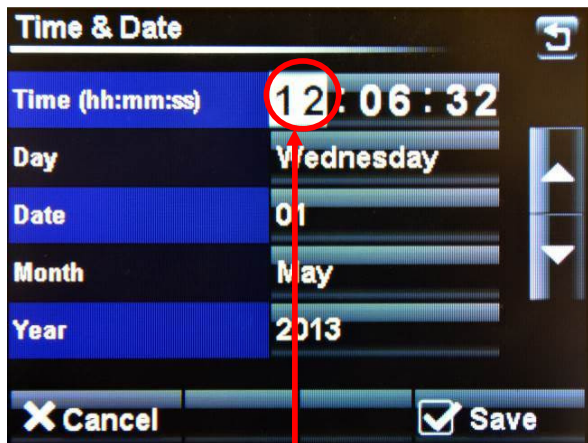 Time & Date
Time (hh:mm:ss) 12:06:32
Day Wednesday
Date 01
Month May
Year 2013
Cancel Save